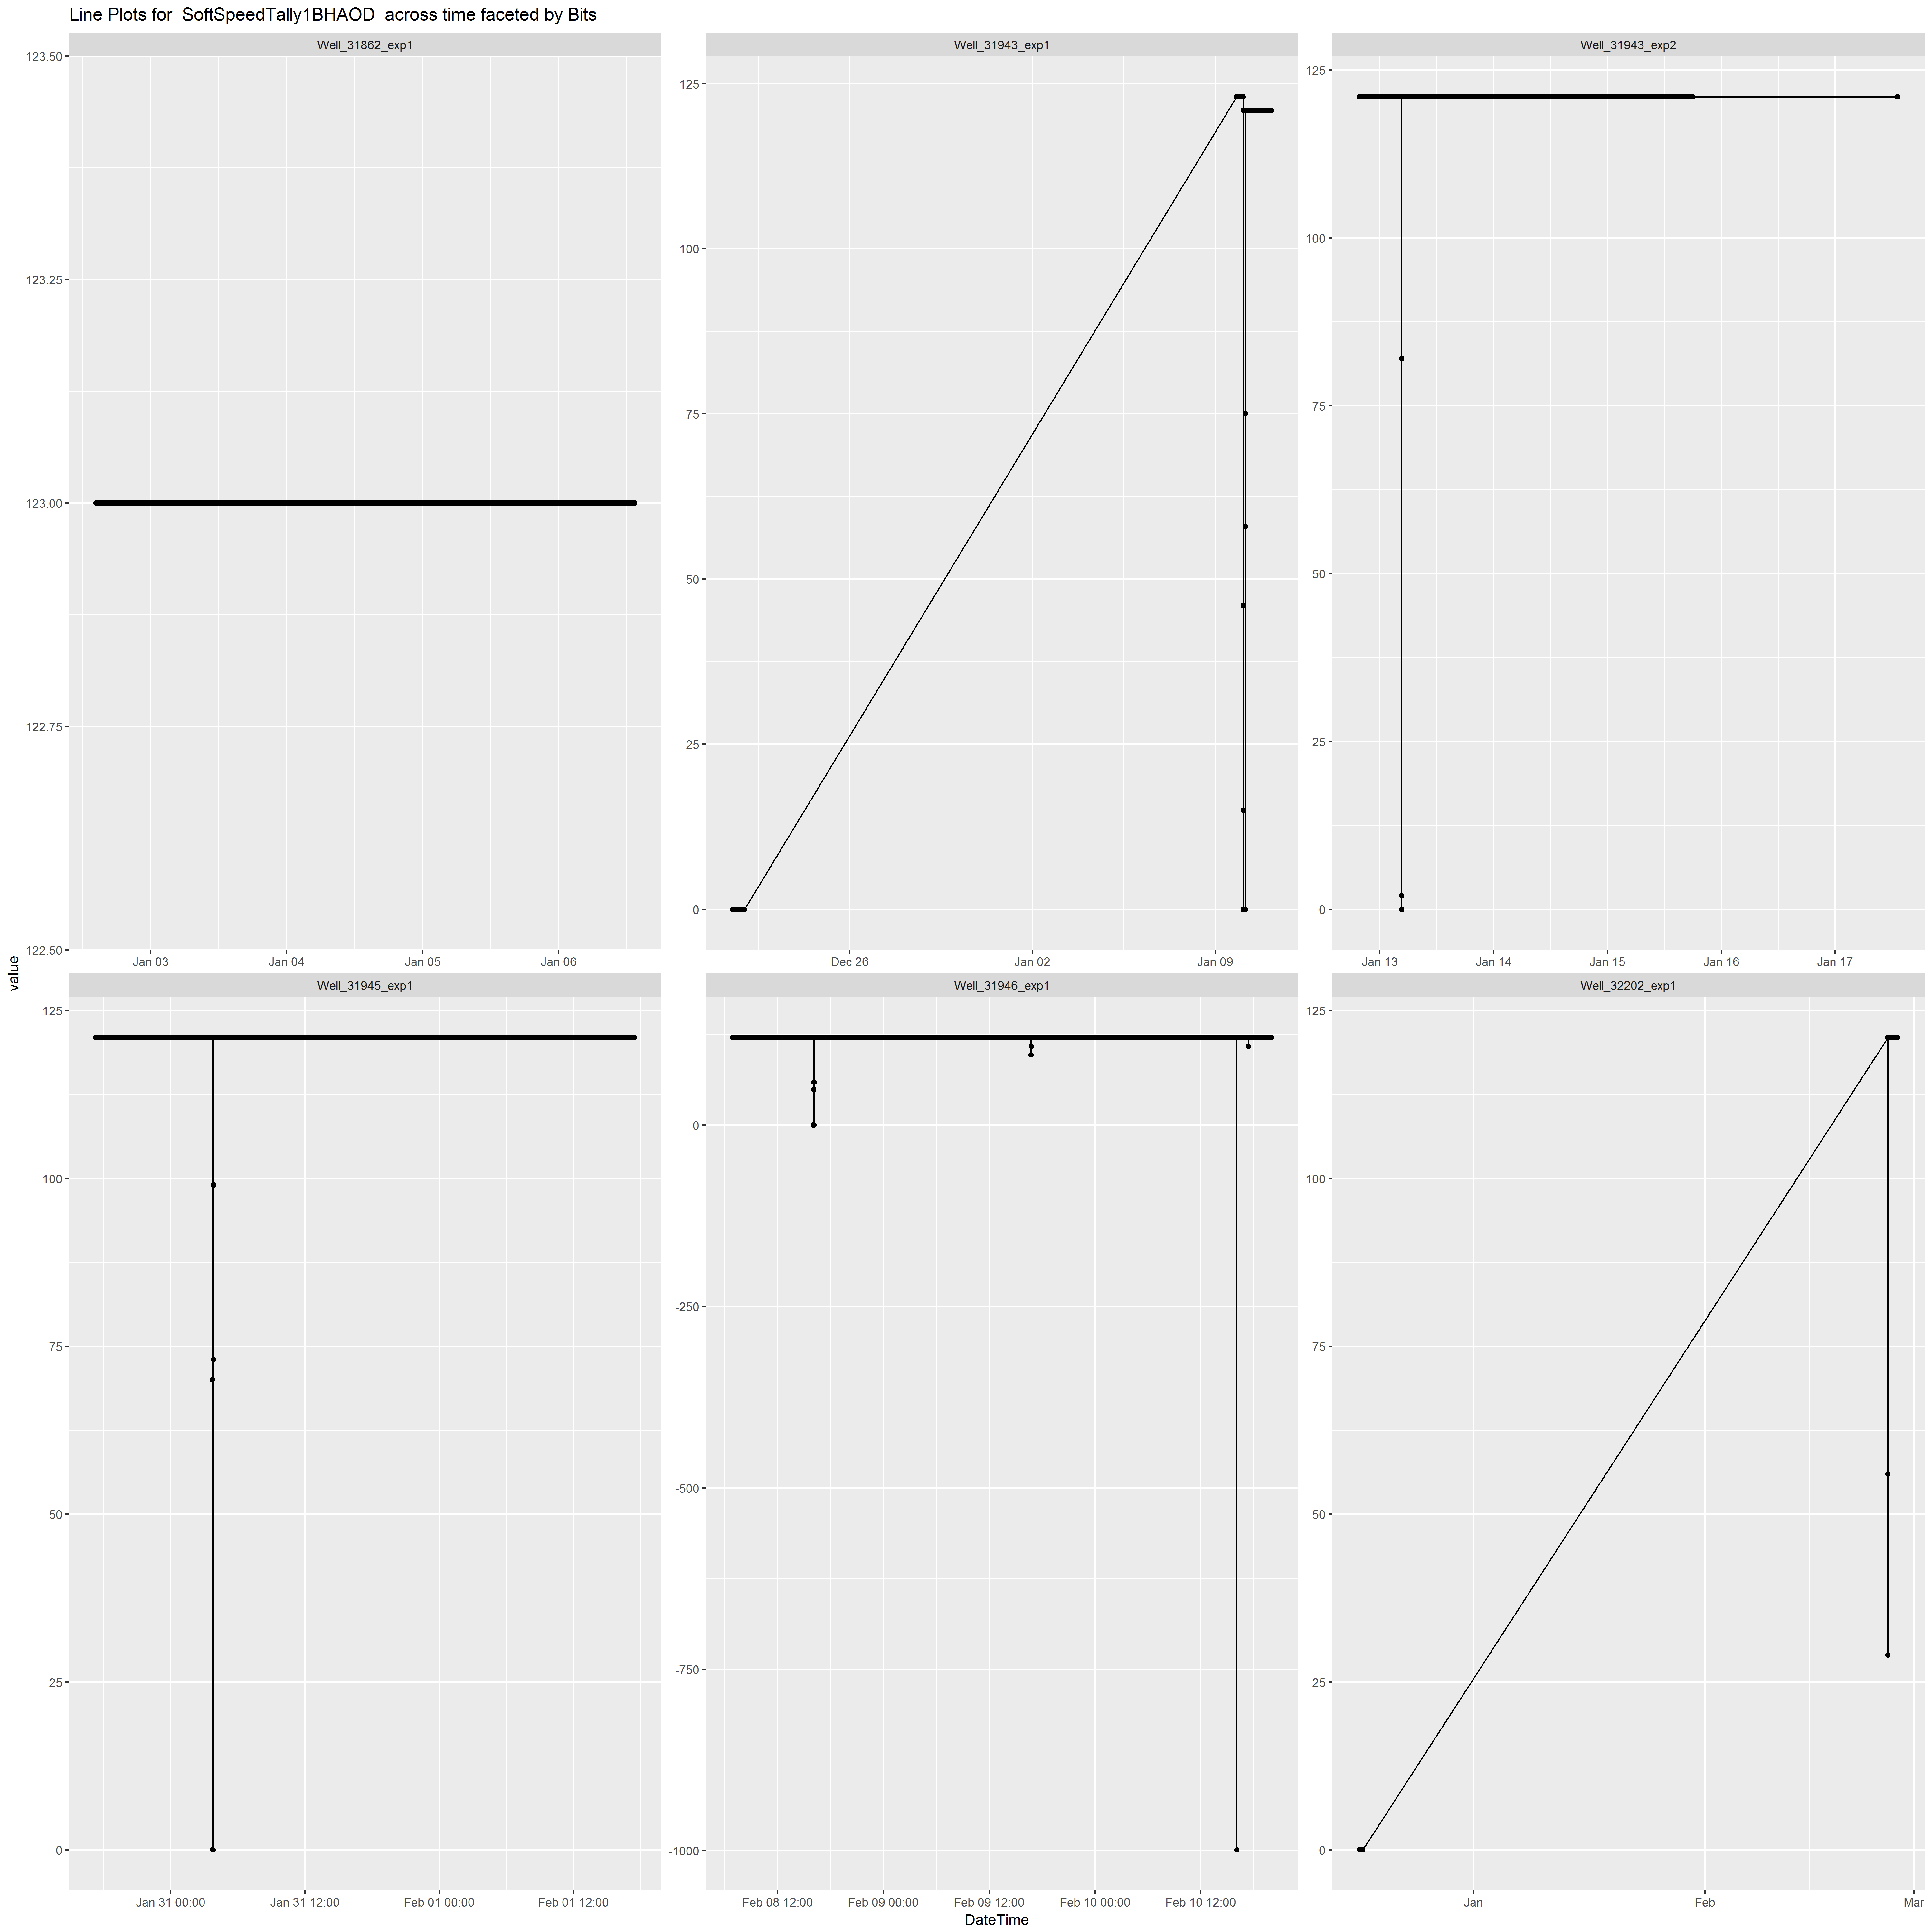 Line Plots for  SoftSpeedTally1BHAOD  across time faceted by Bits
Well_31862_exp1
123.50
123.25
123.00
122.75
122.50
Jan 03 Jan 04 Jan 05 Jan 06
Well_31943_exp1
125
100
75
50
25
0
Dec 26 Jan 02 Jan 09
Well_31943_exp2
125
100
75
50
25
0
Jan 13 Jan 14 Jan 15 Jan 16 Jan 17
value
Well_31945_exp1
125
100
75
50
25
0
Jan 31 00:00 Jan 31 12:00 Feb 01 00:00 Feb 01 12:00
Well_31946_exp1
0
-250
-500
-750
-1000
Feb 08 12:00 Feb 09 00:00 Feb 09 12:00 Feb 10 00:00 Feb 10 12:00
Well_32202_exp1
125
100
75
50
25
0
Jan Feb Mar
DateTime